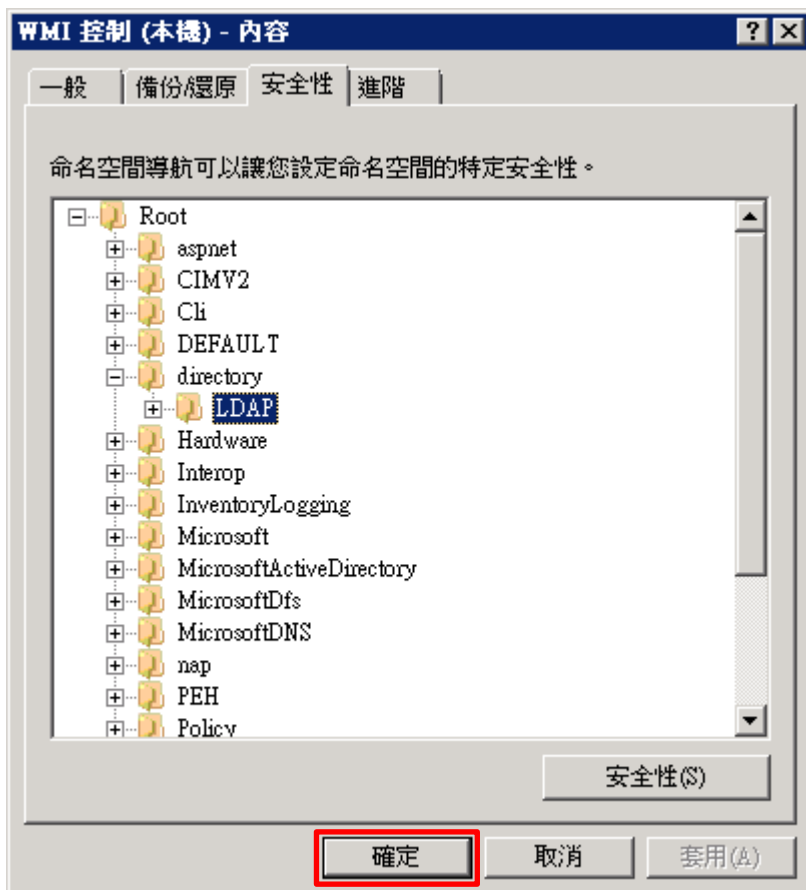 WMI 控制 (本機) - 內容
一般 備份/還原 安全性 進階
命名空間導航可以讓您設定命名空間的特定安全性。
Root
aspnet
CIMV2
Cli
DEFAULT
directory
LDAP
Hardware
Interop
InventoryLogging
Microsoft
MicrosoftActiveDirectory
MicrosoftDfs
MicrosoftDNS
nap
PEH
Policy
安全性(S)
確定 取消 套用(A)